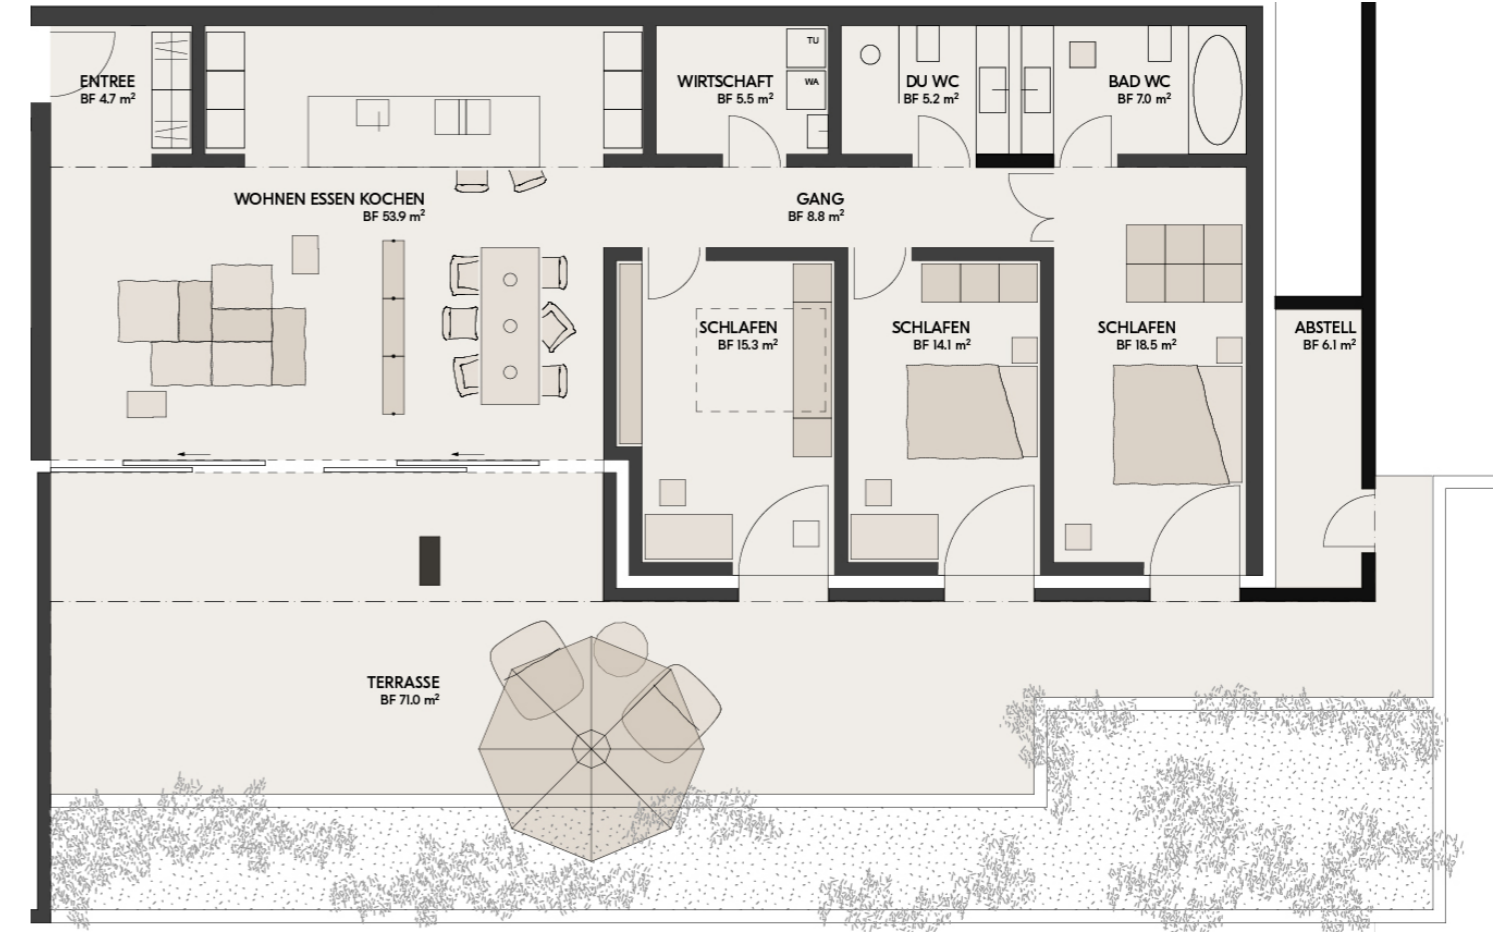 ENTREE
BF 4.7 m²
WIRTSCHAFT
BF 5.5 m²
TU
WA
DU WC
BF 5.2 m²
BAD WC
BF 7.0 m²
WOHNEN ESSEN KOCHEN
BF 53.9 m²
GANG
BF 8.8 m²
SCHLAFEN
BF 15.3 m²
SCHLAFEN
BF 14.1 m²
SCHLAFEN
BF 18.5 m²
ABSTELL
BF 6.1 m²
TERRASSE
BF 71.0 m²